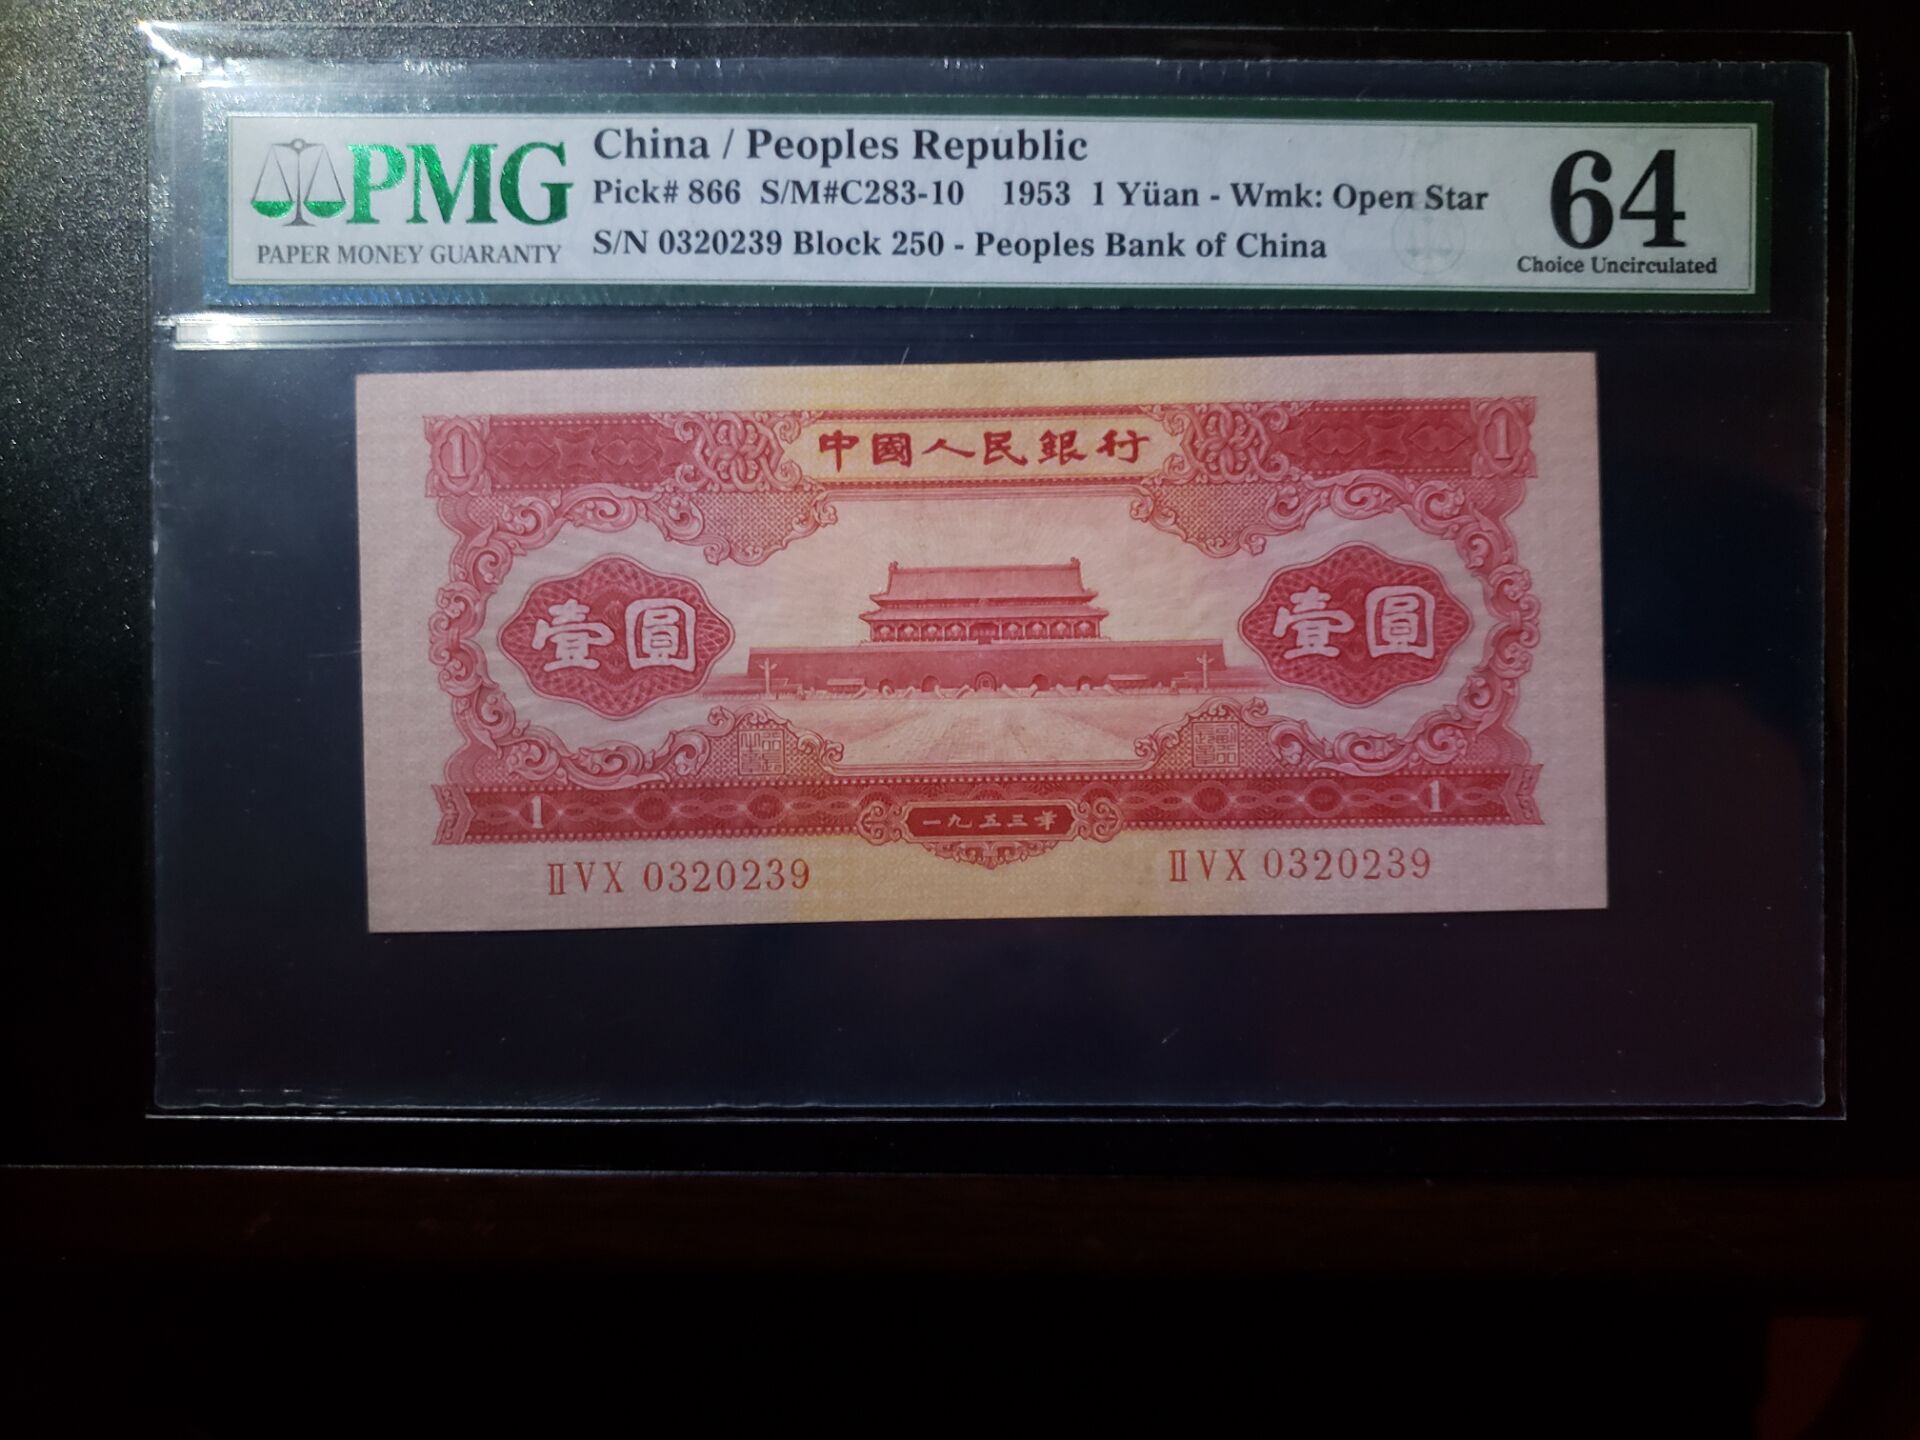 PMG
PAPER MONEY GUARANTY
China / Peoples Republic
Pick# 866 S/M#C283-10 1953 1 Yüan - Wmk: Open Star
S/N 0320239 Block 250 - Peoples Bank of China
64
Choice Uncirculated
1 中國人民銀行 1
壹圓 壹圓
1 一九五三年 1
ⅡVX 0320239 ⅡVX 0320239